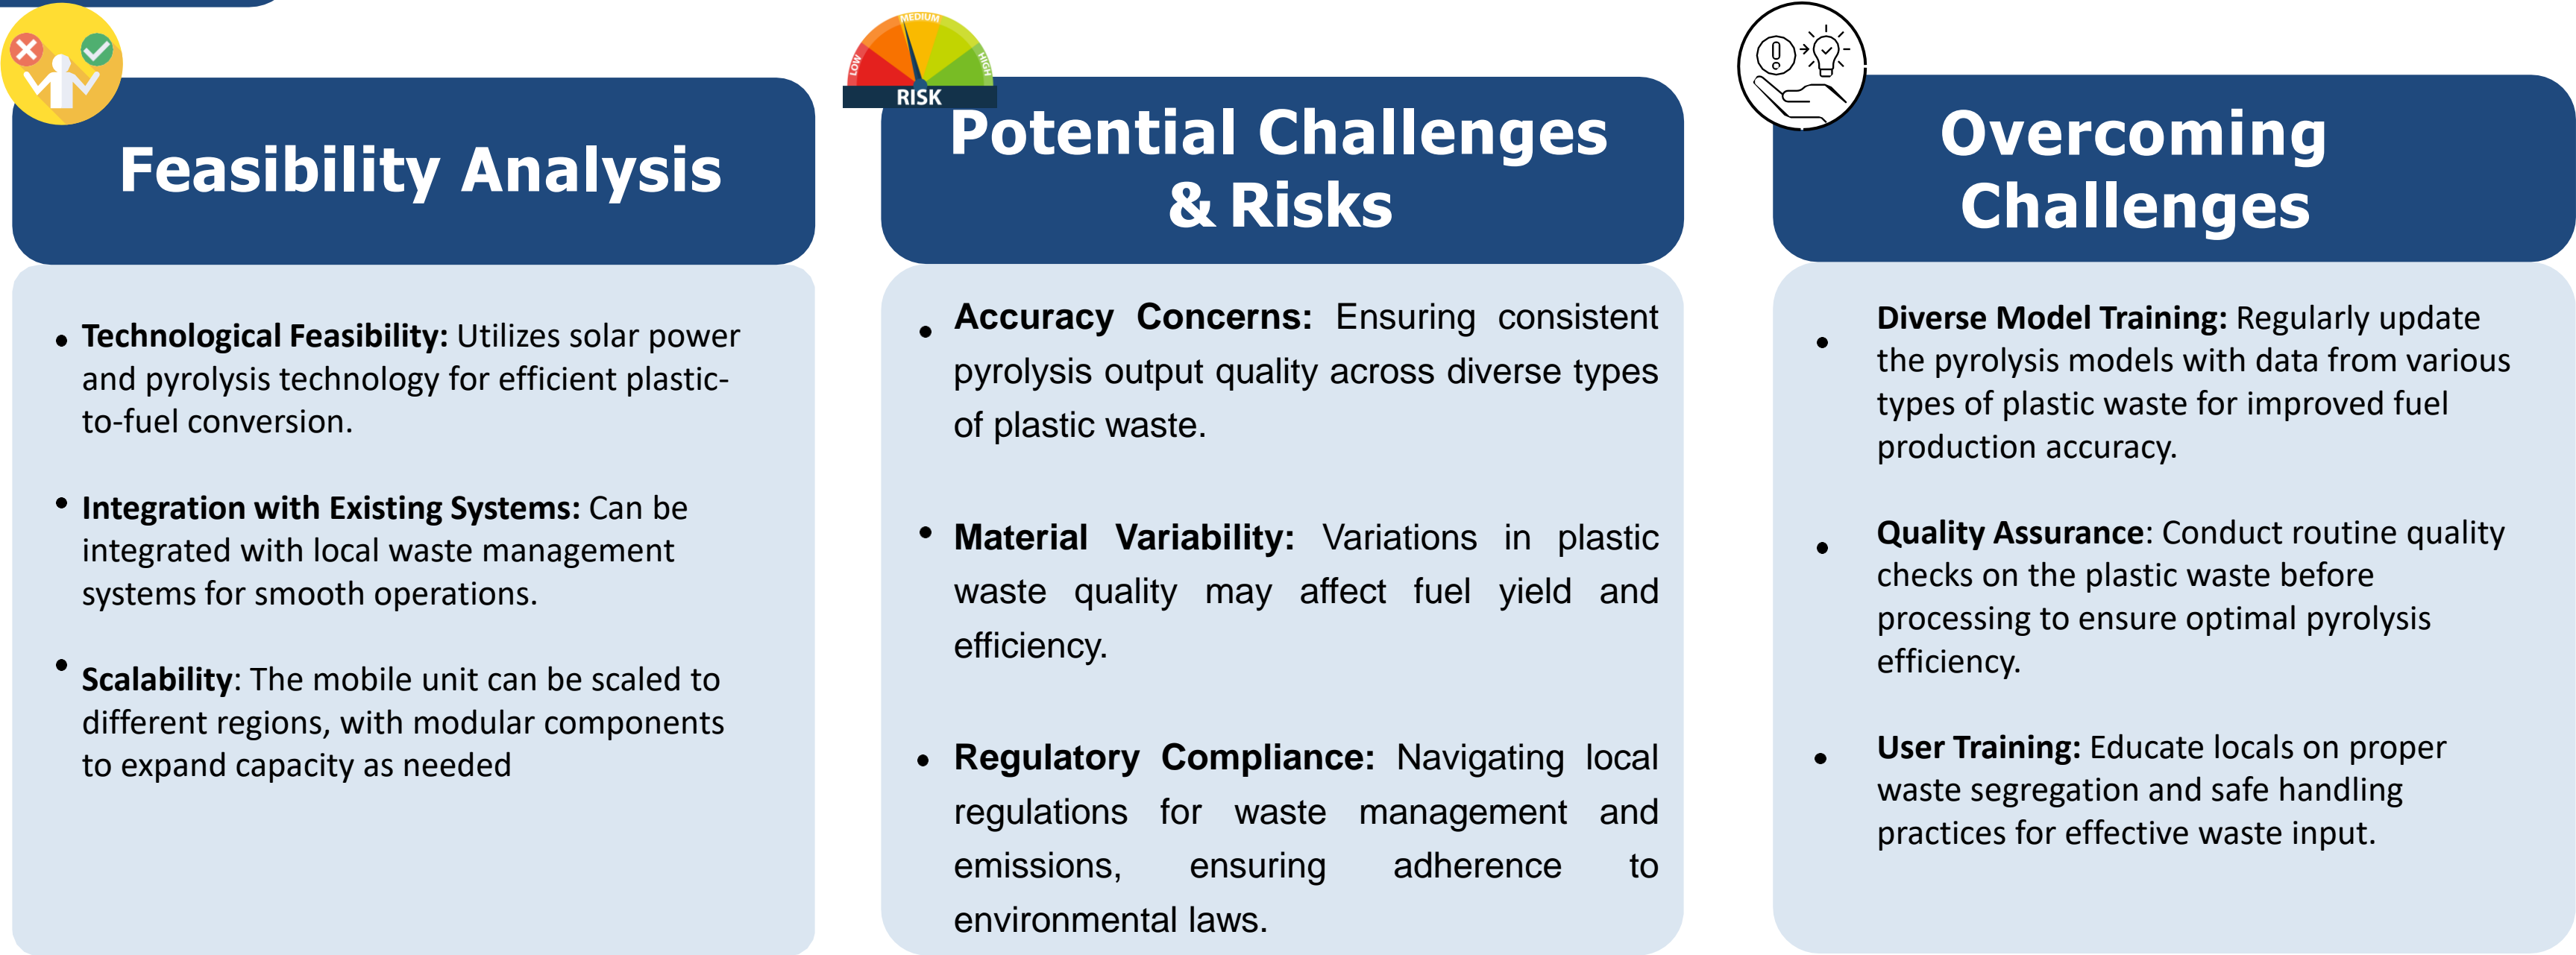 Feasibility Analysis
• Technological Feasibility: Utilizes solar power
and pyrolysis technology for efficient plastic-
to-fuel conversion.
• Integration with Existing Systems: Can be
integrated with local waste management
systems for smooth operations.
• Scalability: The mobile unit can be scaled to
different regions, with modular components
to expand capacity as needed
LOW
MEDIUM
HIGH
RISK
Potential Challenges
& Risks
• Accuracy Concerns: Ensuring consistent
pyrolysis output quality across diverse types
of plastic waste.
• Material Variability: Variations in plastic
waste quality may affect fuel yield and
efficiency.
• Regulatory Compliance: Navigating local
regulations for waste management and
emissions, ensuring adherence to
environmental laws.
Overcoming
Challenges
• Diverse Model Training: Regularly update
the pyrolysis models with data from various
types of plastic waste for improved fuel
production accuracy.
• Quality Assurance: Conduct routine quality
checks on the plastic waste before
processing to ensure optimal pyrolysis
efficiency.
• User Training: Educate locals on proper
waste segregation and safe handling
practices for effective waste input.